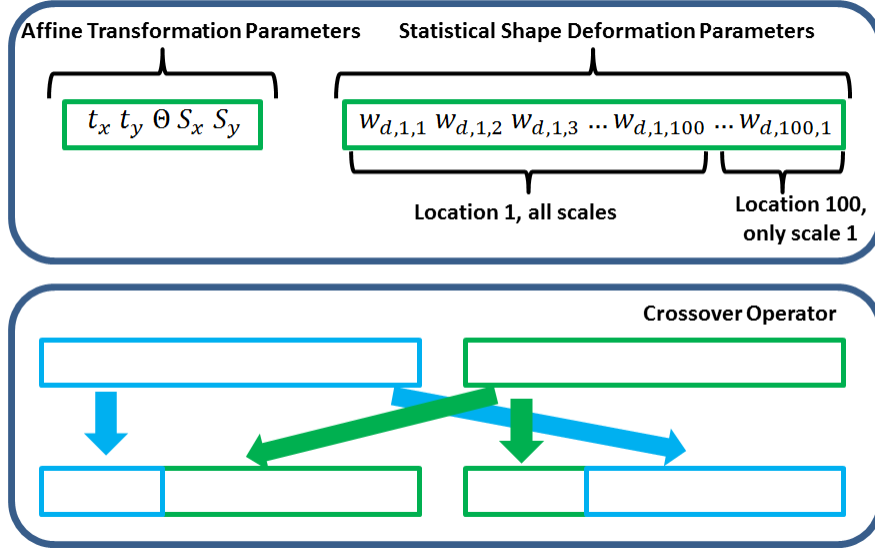 Affine Transformation Parameters
Statistical Shape Deformation Parameters
t_x t_y Θ S_x S_y
w_{d,1,1} w_{d,1,2} w_{d,1,3} … w_{d,1,100} … w_{d,100,1}
Location 1, all scales
Location 100,
only scale 1
Crossover Operator